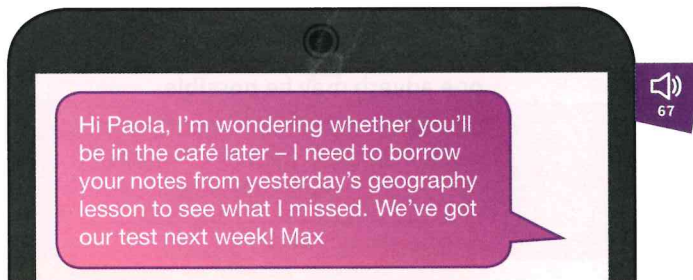 67
Hi Paola, I'm wondering whether you'll
be in the café later – I need to borrow
your notes from yesterday's geography
lesson to see what I missed. We've got
our test next week! Max